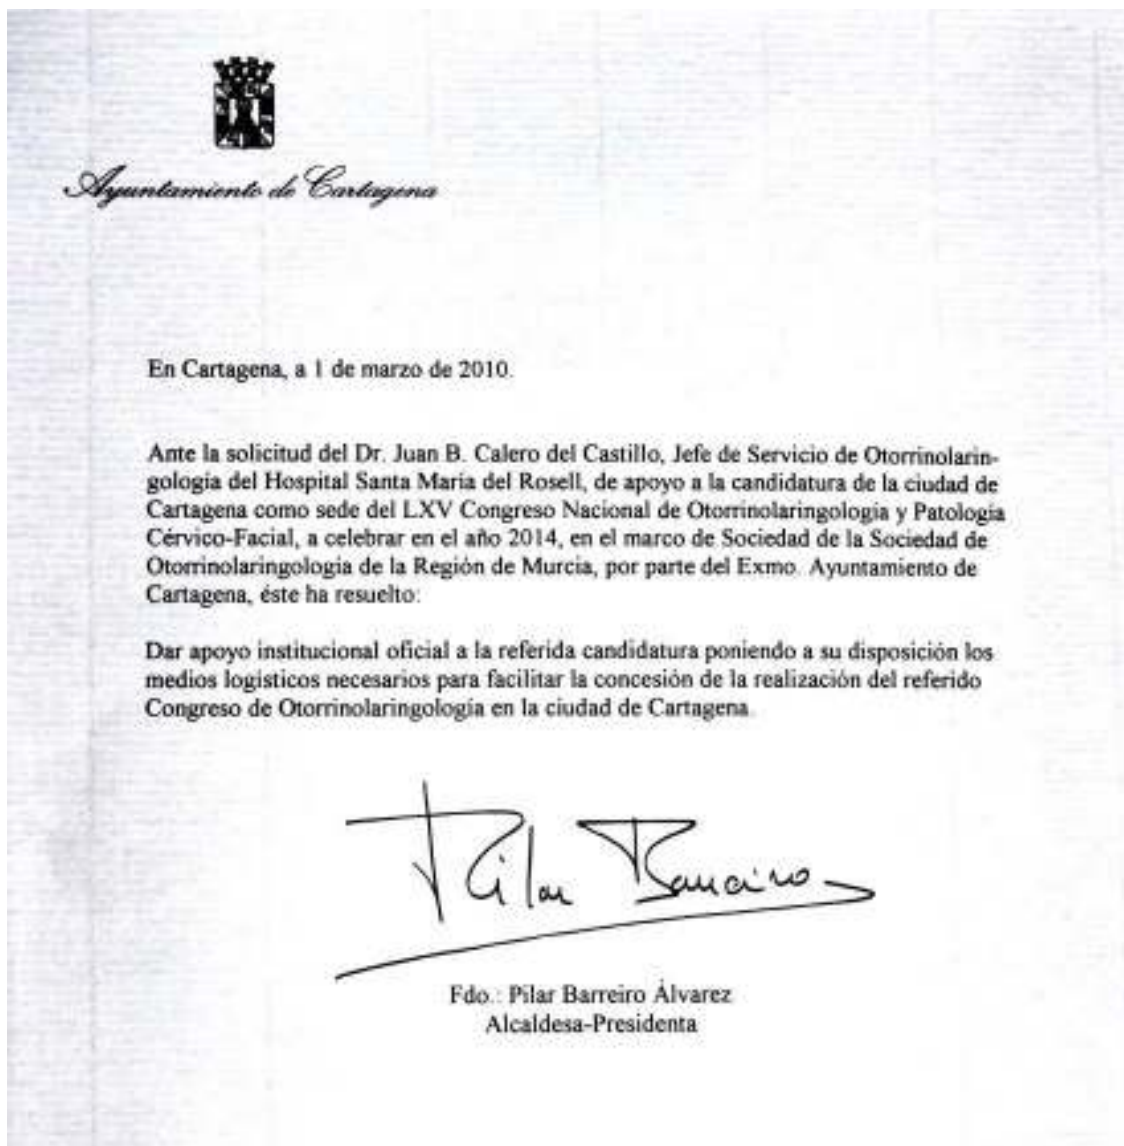 Ayuntamiento de Cartagena
En Cartagena, a 1 de marzo de 2010.
Ante la solicitud del Dr. Juan B. Calero del Castillo, Jefe de Servicio de Otorrinolarin-
gologia del Hospital Santa María del Rosell, de apoyo a la candidatura de la ciudad de
Cartagena como sede del LXV Congreso Nacional de Otorrinolaringologia y Patologia
Cérvico-Facial, a celebrar en el año 2014, en el marco de Sociedad de la Sociedad de
Otorrinolaringologia de la Región de Murcia, por parte del Exmo. Ayuntamiento de
Cartagena, éste ha resuelto:
Dar apoyo institucional oficial a la referida candidatura poniendo a su disposición los
medios logísticos necesarios para facilitar la concesión de la realización del referido
Congreso de Otorrinolaringología en la ciudad de Cartagena.
Pilar Barreiro
Fdo.: Pilar Barreiro Álvarez
Alcaldesa-Presidenta